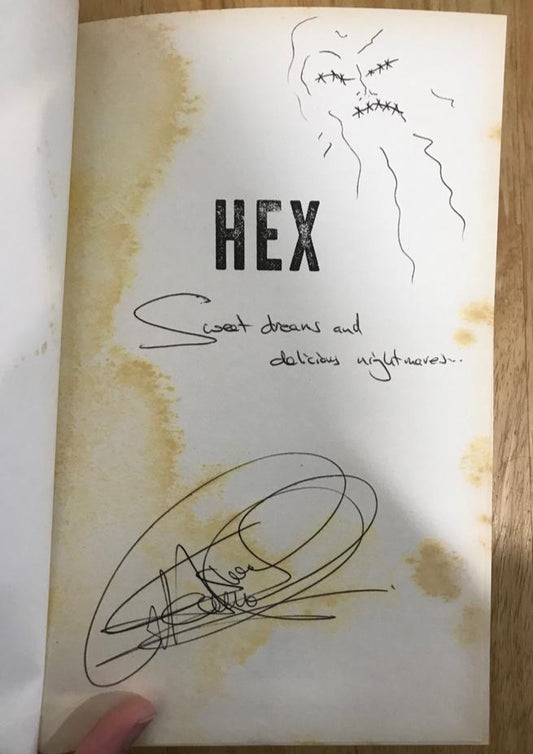 HEX
Sweet dreams and
delicious nightmares...